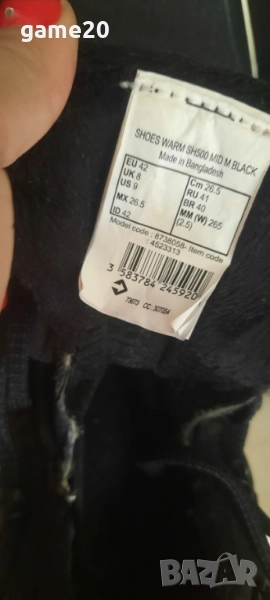 game20
SHOES WARM SH500 MID M BLACK
Made in Bangladesh
EU 42 Cm 26.5
UK 8 RU 41
US 9 BR 40
MX 26.5 MM (W) 265
ID 42 (2.5)
Model code : 8738058- Item code
: 4523313
3 583784 245920
BAZAR
.bg